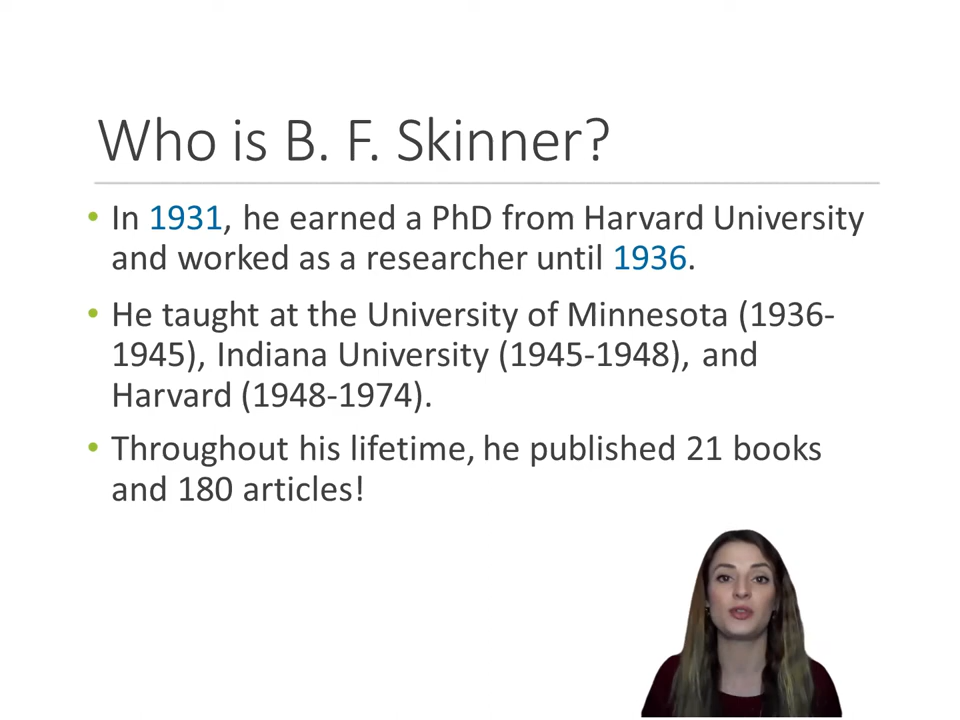 Who is B. F. Skinner?
• In 1931, he earned a PhD from Harvard University
and worked as a researcher until 1936.
• He taught at the University of Minnesota (1936-
1945), Indiana University (1945-1948), and
Harvard (1948-1974).
• Throughout his lifetime, he published 21 books
and 180 articles!